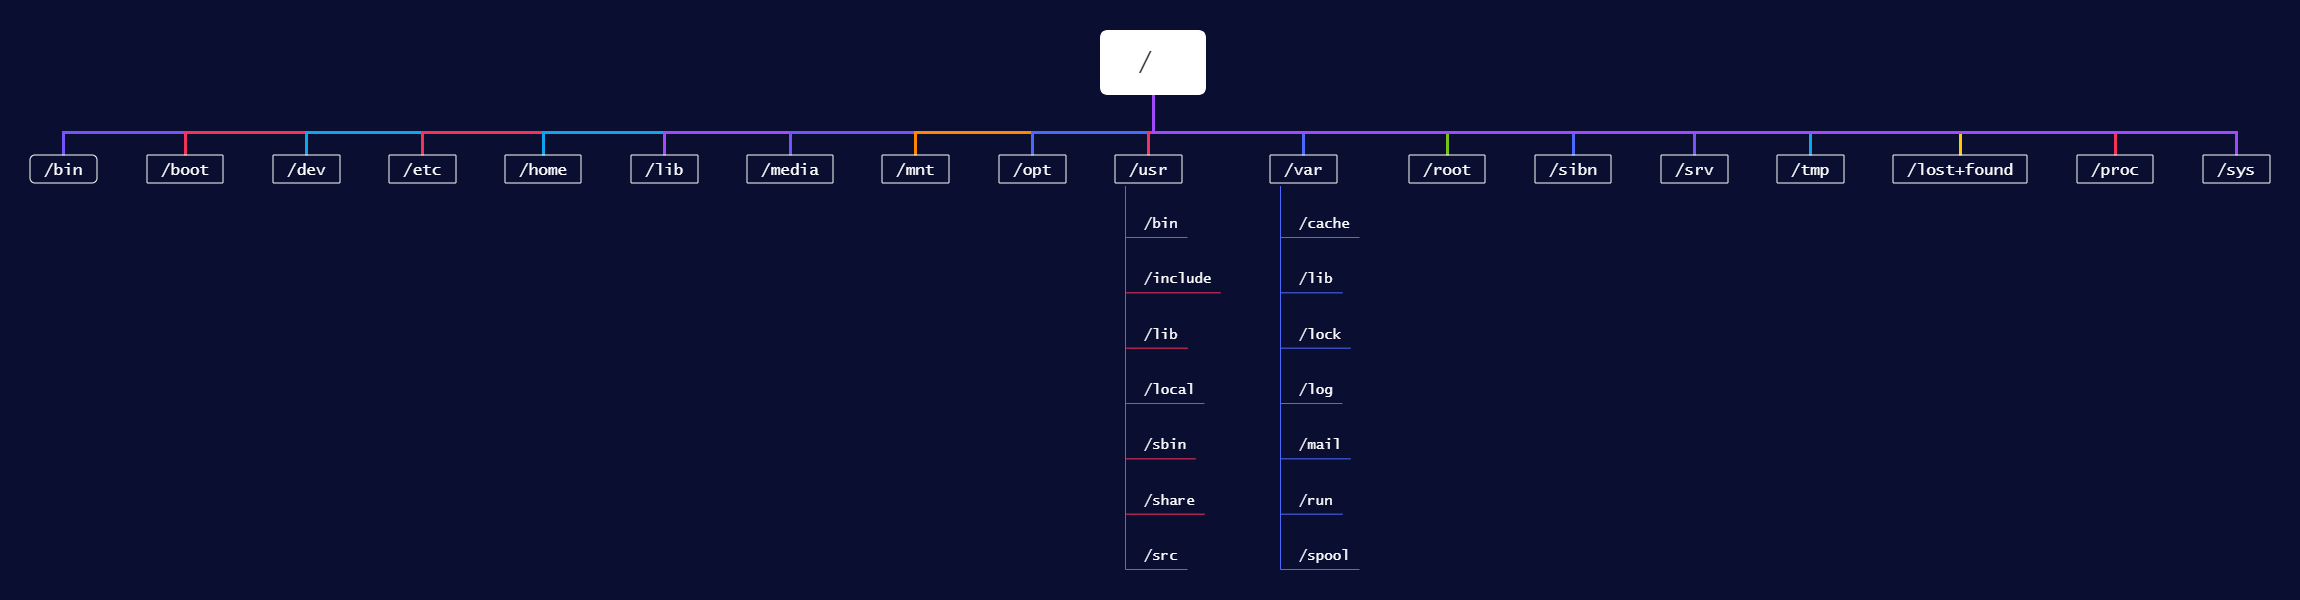 /
/bin
/boot
/dev
/etc
/home
/lib
/media
/mnt
/opt
/usr
/var
/root
/sibn
/srv
/tmp
/lost+found
/proc
/sys
/bin
/include
/lib
/local
/sbin
/share
/src
/cache
/lib
/lock
/log
/mail
/run
/spool